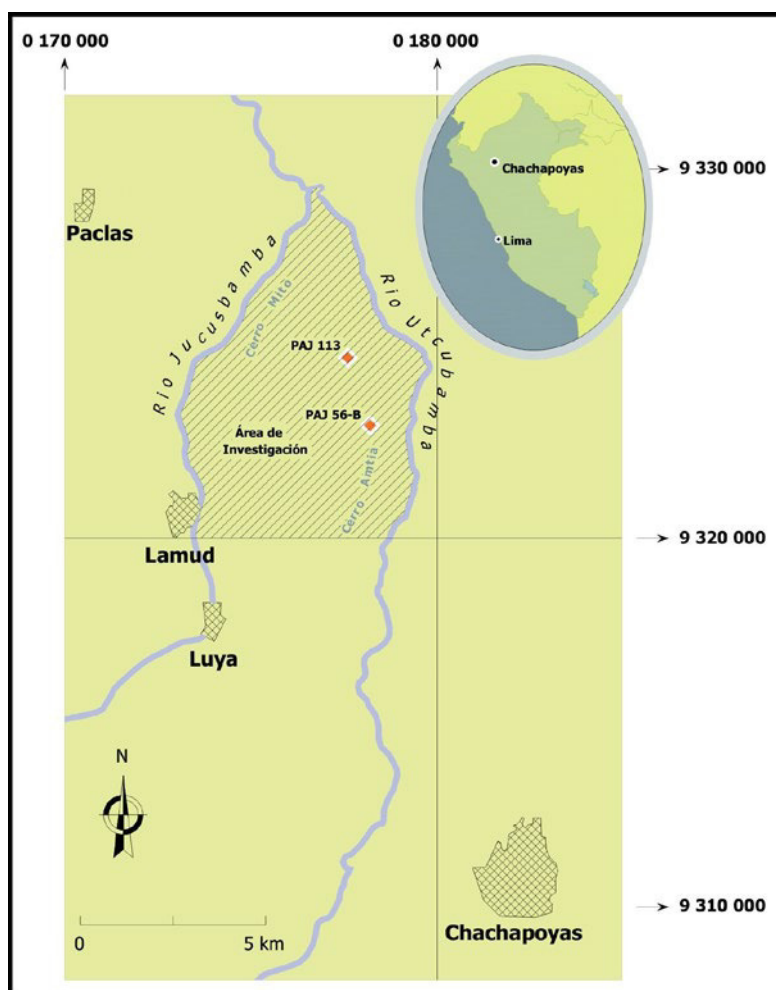 0 170 000
0 180 000
Chachapoyas
9 330 000
Paclas
Lima
Rio Jucusbamba
Cerro Mito
Rio Utcubamba
PAJ 113
PAJ 56-B
Área de
Investigación
Cerro Amtia
Lamud
9 320 000
Luya
N
9 310 000
0
5 km
Chachapoyas